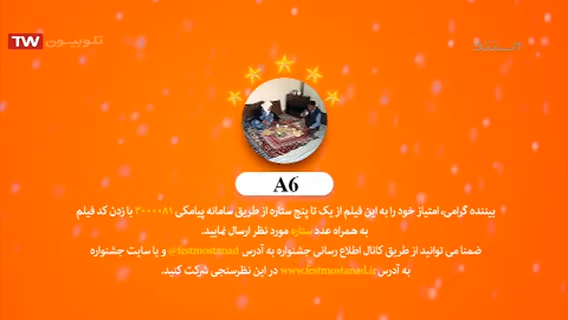 TW تلوبیون
مستند
A6
بیننده گرامی، امتیاز خود را به این فیلم از یک تا پنج ستاره از طریق سامانه پیامکی ۳۰۰۰۰۸۱ با زدن کد فیلم
به همراه عدد ستاره مورد نظر ارسال نمایید.
ضمنا می توانید از طریق کانال اطلاع رسانی جشنواره به آدرس festmostanad@ و یا سایت جشنواره
به آدرس www.festmostanad.ir در این نظرسنجی شرکت کنید.